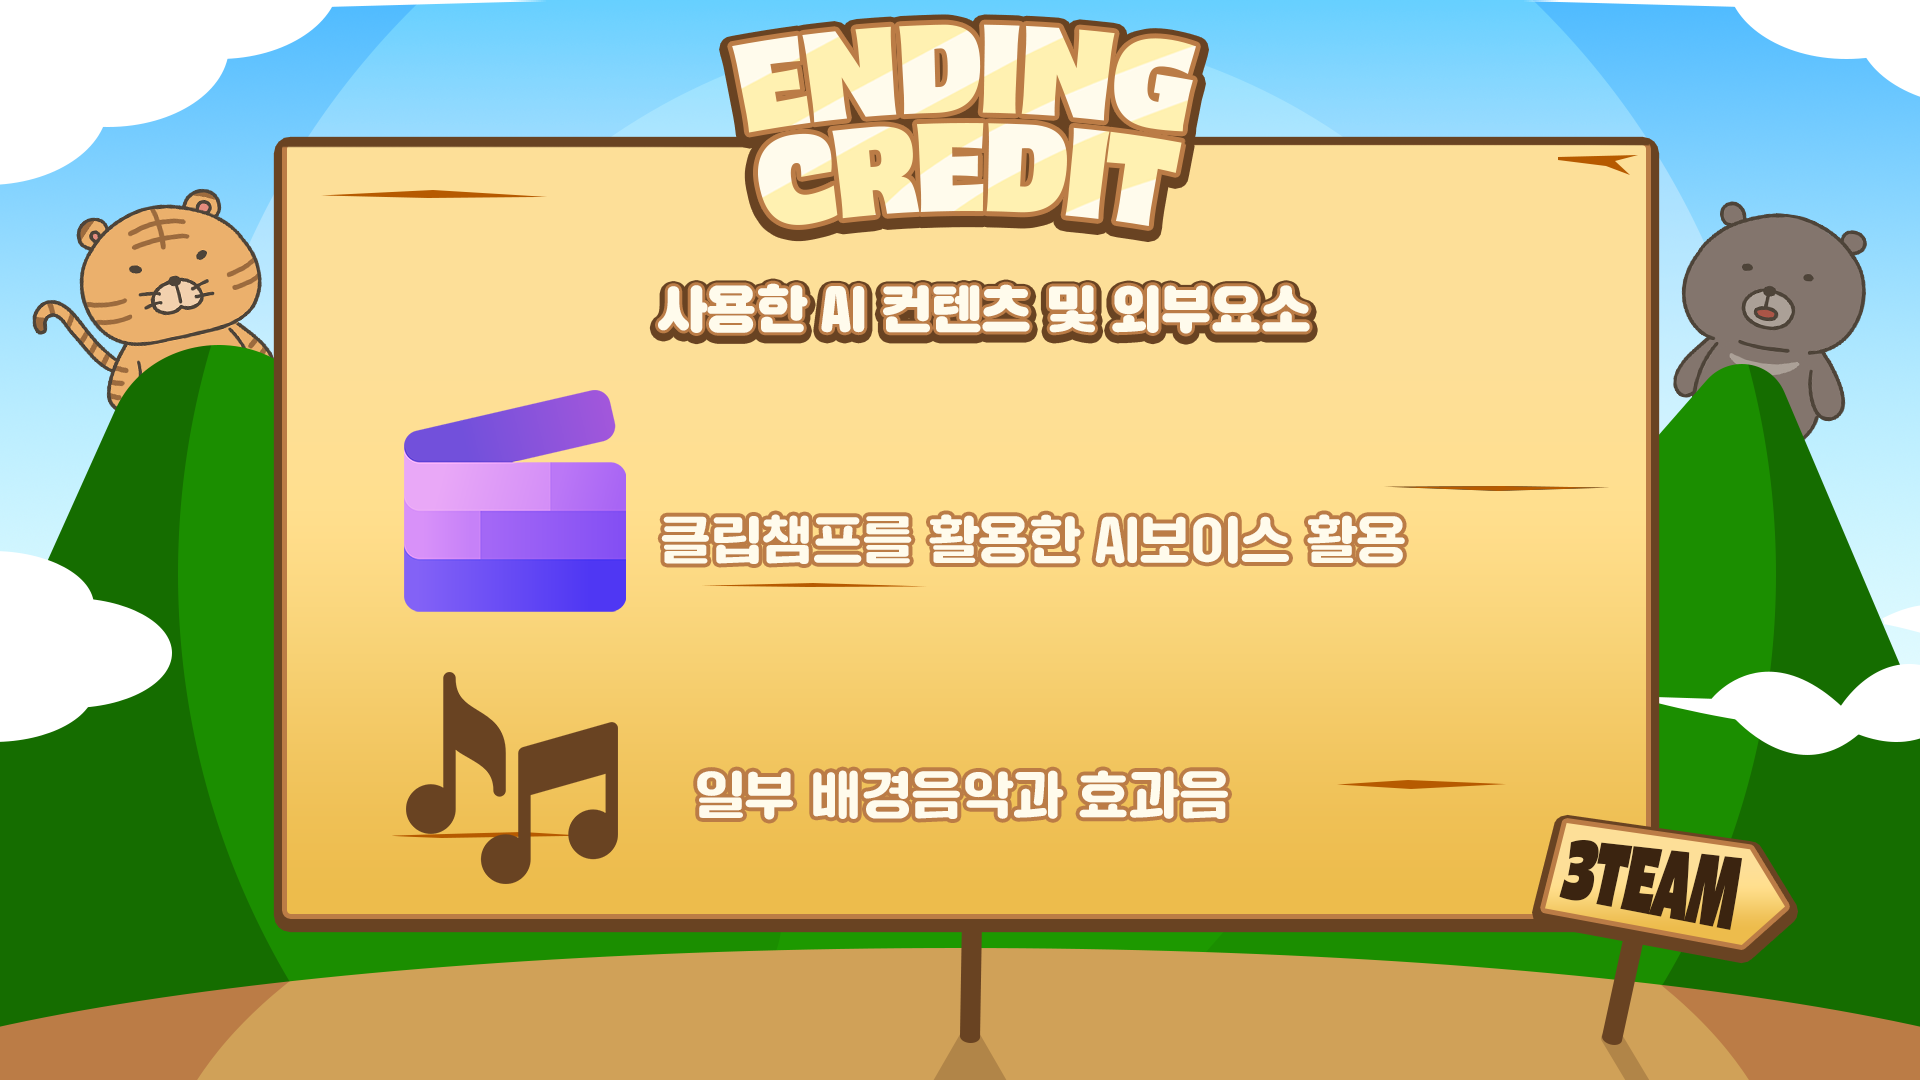 ENDING
CREDIT
사용한 AI 컨텐츠 및 외부요소
클립챔프를 활용한 AI보이스 활용
일부 배경음악과 효과음
3TEAM